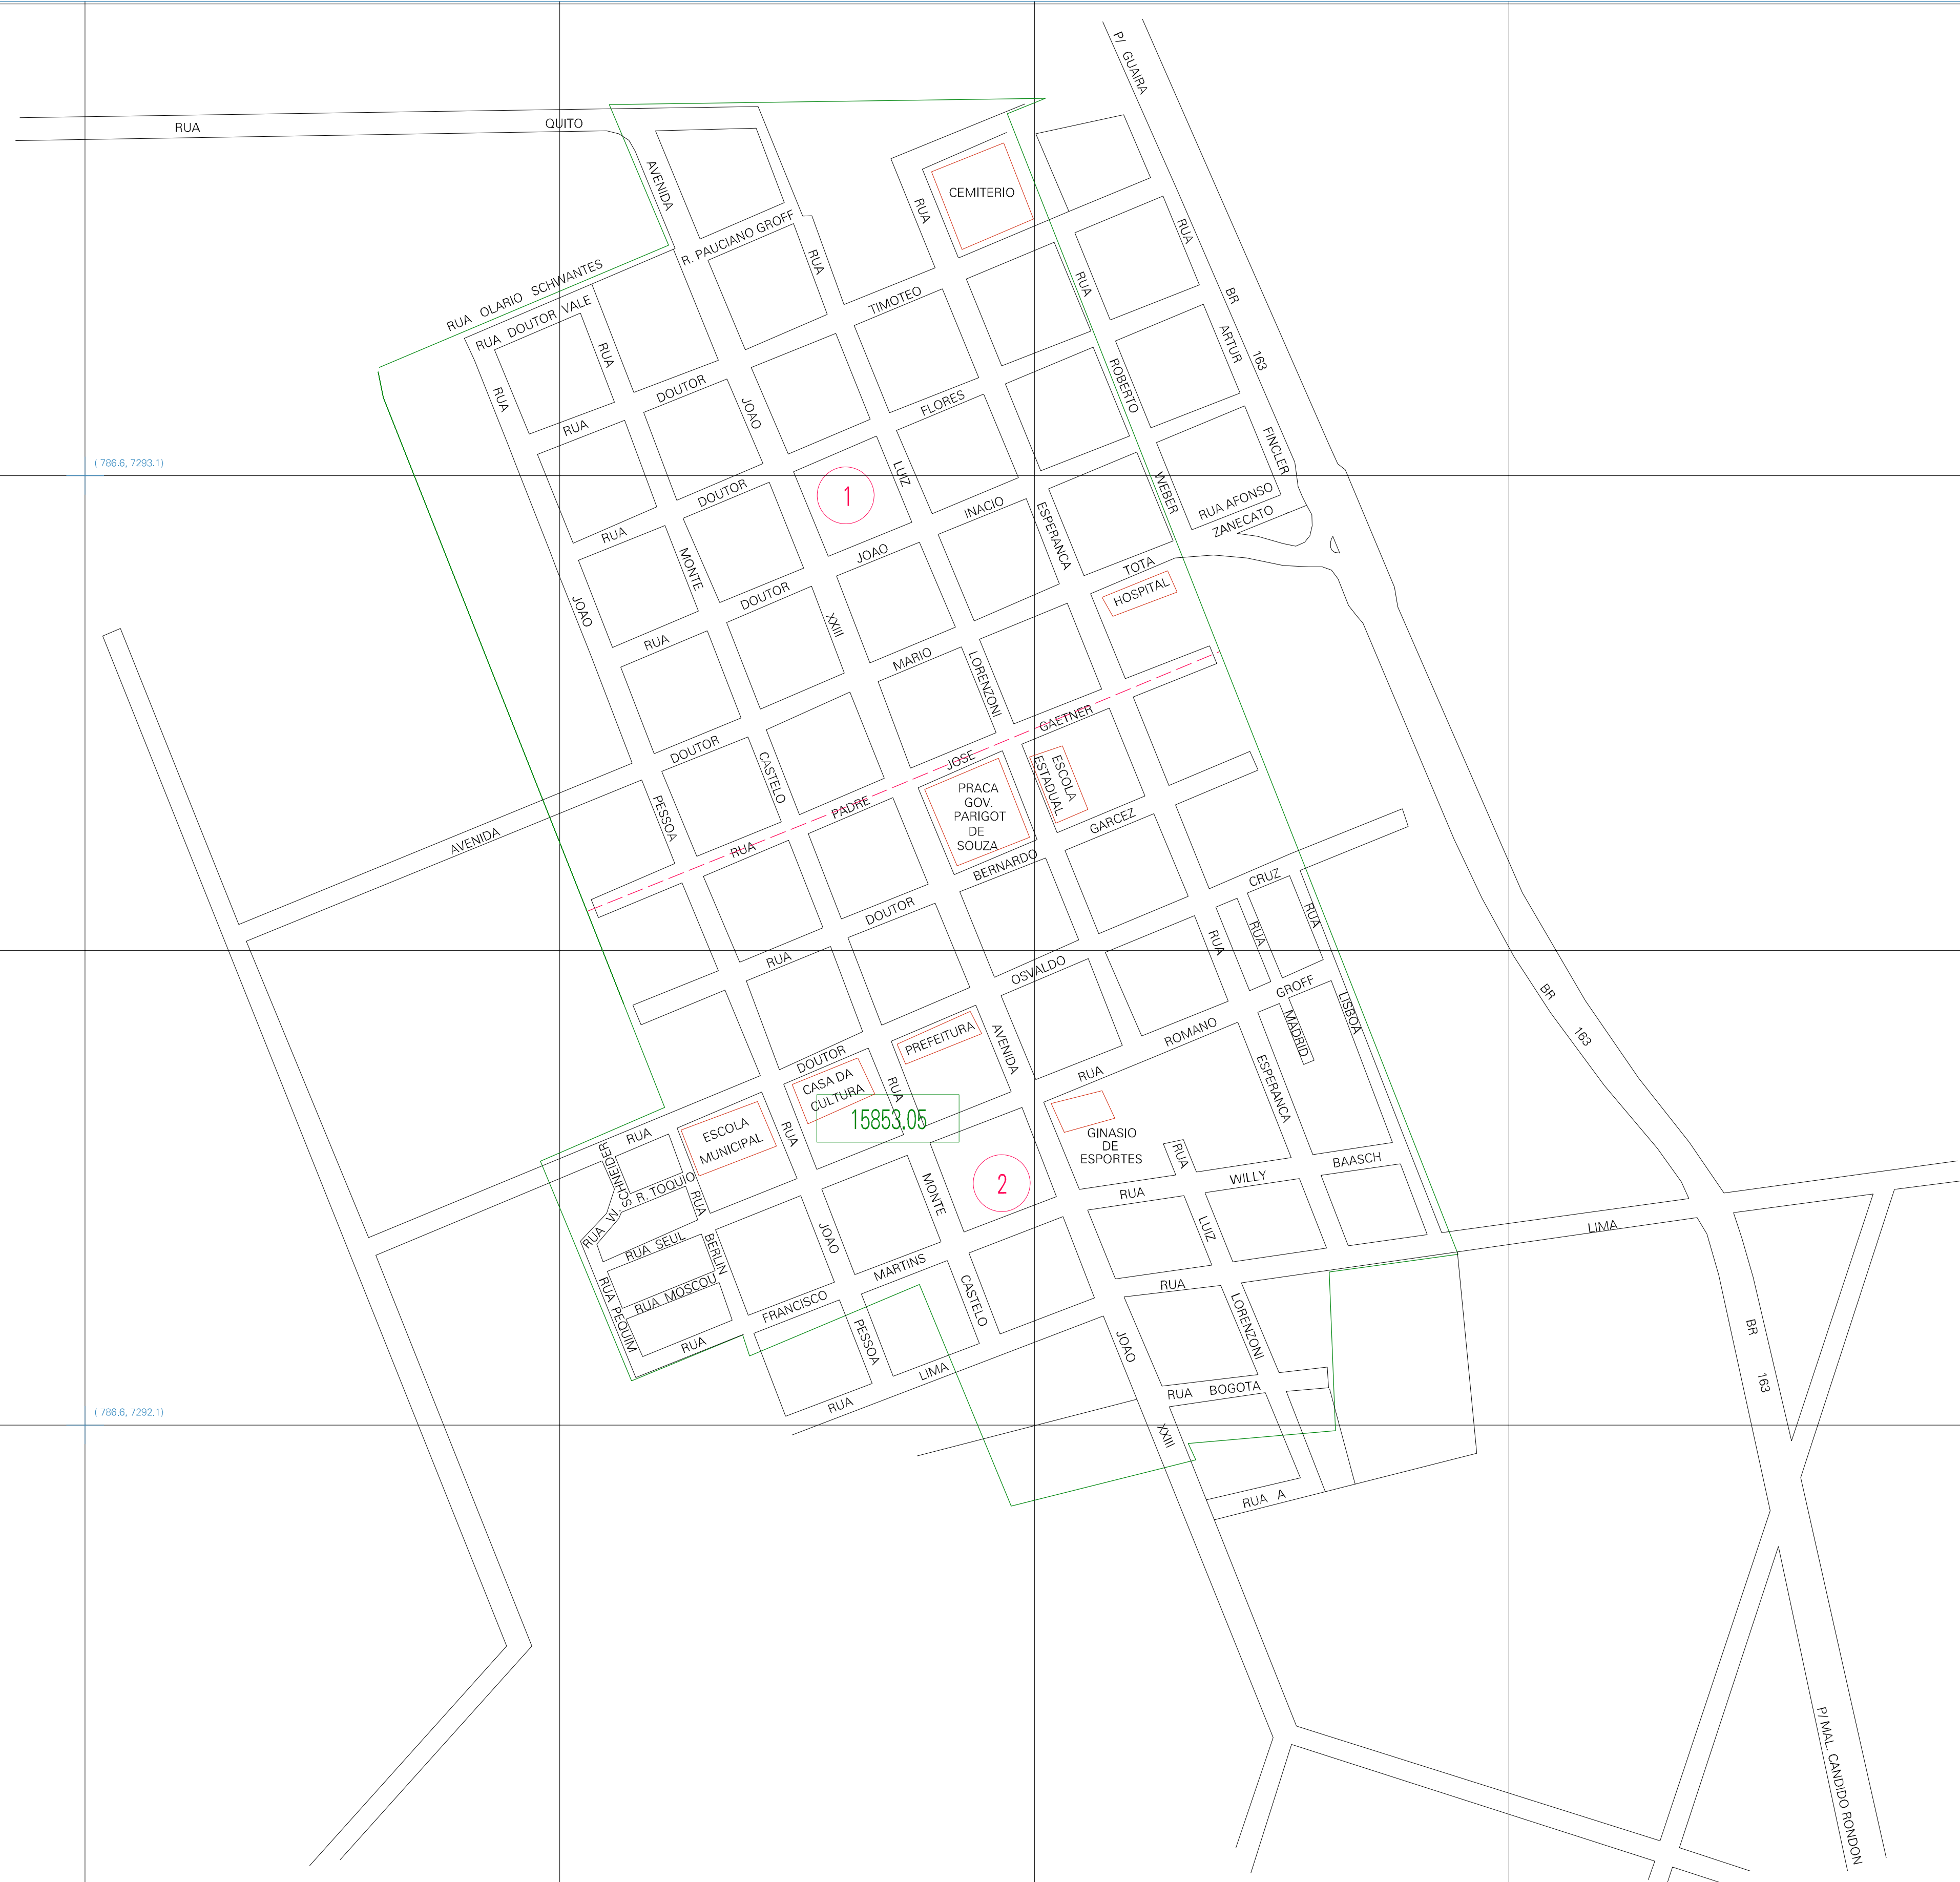 P/ GUAIRA
RUA
QUITO
AVENIDA
CEMITERIO
RUA
R. PAUCIANO GROFF
RUA
RUA
RUA OLARIO SCHWANTES
RUA DOUTOR VALE
RUA
TIMOTEO
RUA
BR
163
ARTUR
RUA
RUA
DOUTOR
JOAO
FLORES
ROBERTO
RUA
FINCLER
( 786.6, 7293.1)
LUIZ
1
DOUTOR
INACIO
ESPERANCA
WEBER
RUA AFONSO
ZANECATO
RUA
MONTE
JOAO
TOTA
HOSPITAL
JOAO
DOUTOR
XXIII
RUA
MARIO
LORENZONI
GAETNER
DOUTOR
CASTELO
JOSE
ESCOLA
ESTADUAL
PRACA
GOV.
PARIGOT
DE
SOUZA
PESSOA
PADRE
AVENIDA
RUA
GARCEZ
BERNARDO
CRUZ
DOUTOR
RUA
RUA
RUA
RUA
OSVALDO
GROFF
BR
163
LISBOA
MADRID
ROMANO
PREFEITURA
AVENIDA
DOUTOR
RUA
ESPERANCA
CASA DA
CULTURA
RUA
15853.05
ESCOLA
MUNICIPAL
RUA
RUA
GINASIO
DE
ESPORTES
RUA
WILLY
BAASCH
RUA
RUA W. SCHNEIDER
R. TOQUIO
RUA
2
MONTE
LUIZ
LIMA
RUA SEUL
BERLIN
JOAO
MARTINS
RUA
RUA MOSCOU
RUA PEQUIM
FRANCISCO
CASTELO
LORENZONI
RUA
PESSOA
JOAO
LIMA
RUA
RUA BOGOTA
BR
163
( 786.6, 7292.1)
XXIII
RUA A
P/ MAL. CANDIDO RONDON